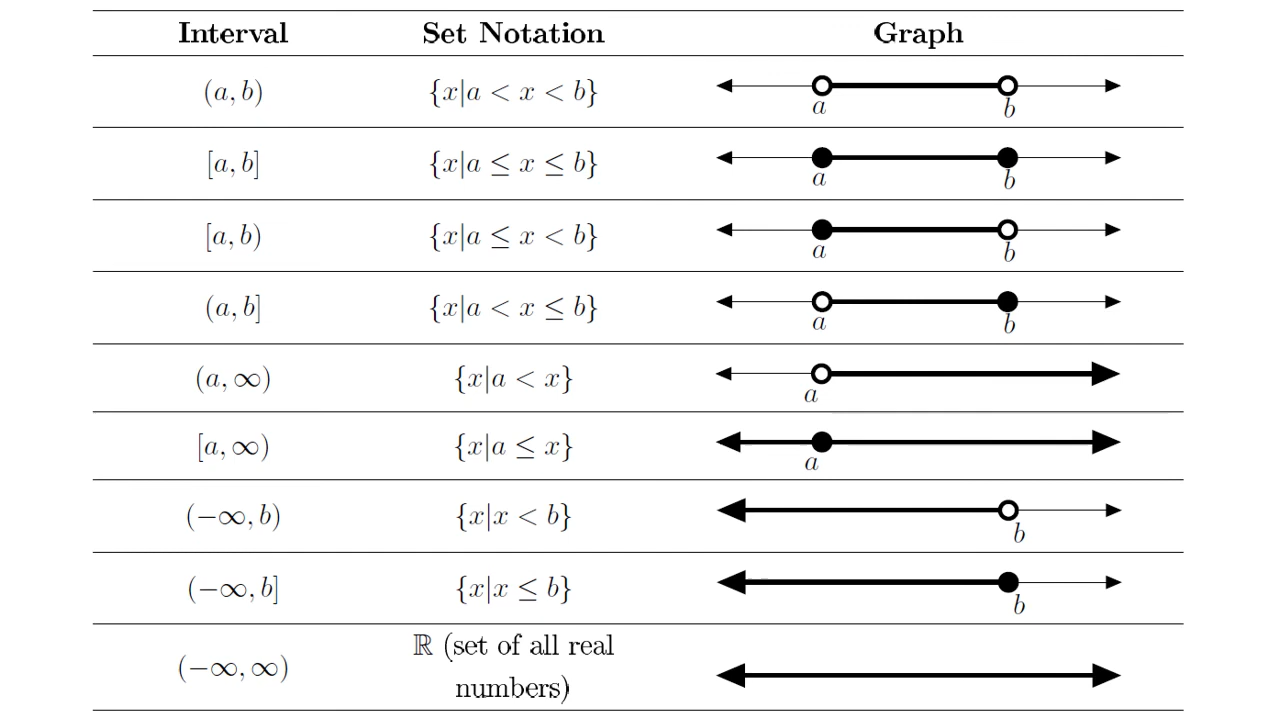 Interval Set Notation Graph
(a, b) {x|a < x < b} a b
[a, b] {x|a ≤ x ≤ b} a b
[a, b) {x|a ≤ x < b} a b
(a, b] {x|a < x ≤ b} a b
(a, ∞) {x|a < x} a
[a, ∞) {x|a ≤ x} a
(−∞, b) {x|x < b} b
(−∞, b] {x|x ≤ b} b
(−∞, ∞) ℝ (set of all real
numbers)